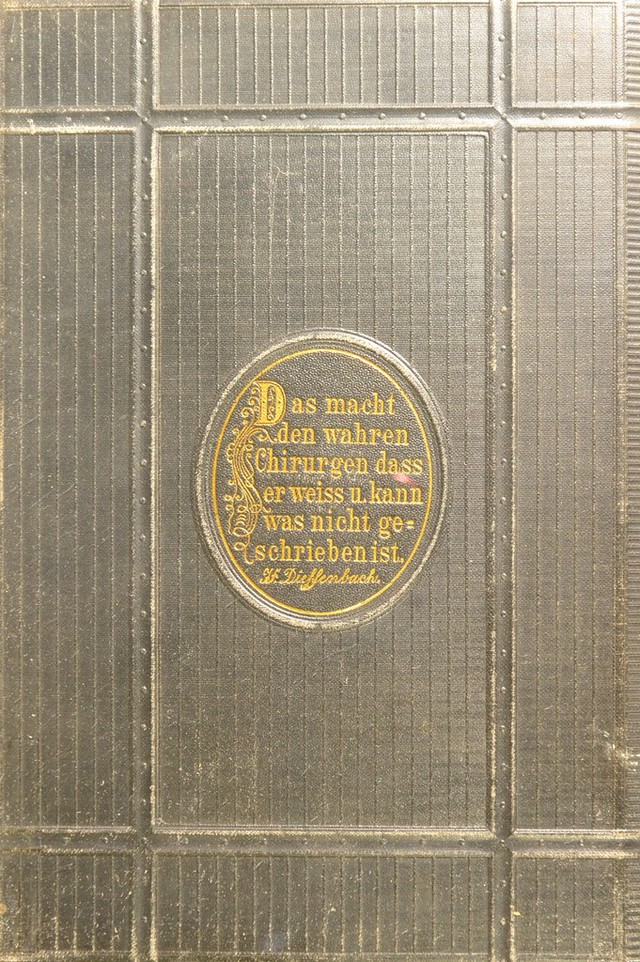 Das macht
den wahren
Chirurgen dass
er weiss u. kann
was nicht ge=
schrieben ist.
Dieffenbach.